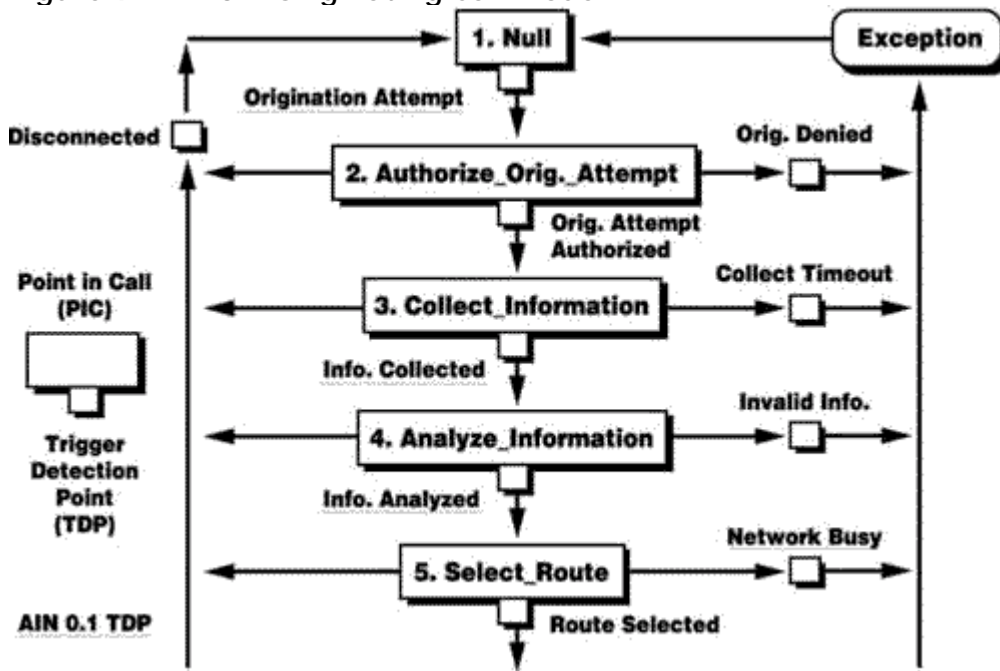 1. Null
Exception
Origination Attempt
Disconnected
Orig. Denied
2. Authorize_Orig._Attempt
Orig. Attempt
Authorized
Point in Call
(PIC)
Collect Timeout
3. Collect_Information
Info. Collected
Invalid Info.
4. Analyze_Information
Trigger
Detection
Point
(TDP)
Info. Analyzed
Network Busy
5. Select_Route
AIN 0.1 TDP
Route Selected